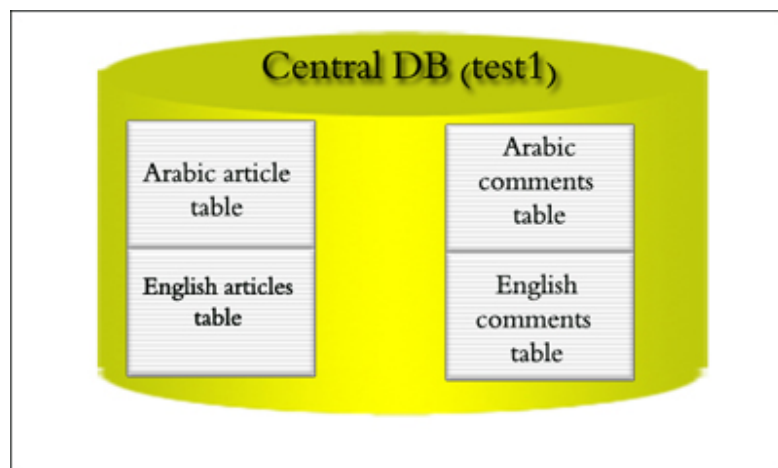 Central DB (test1)
Arabic article
table
English articles
table
Arabic
comments
table
English
comments
table